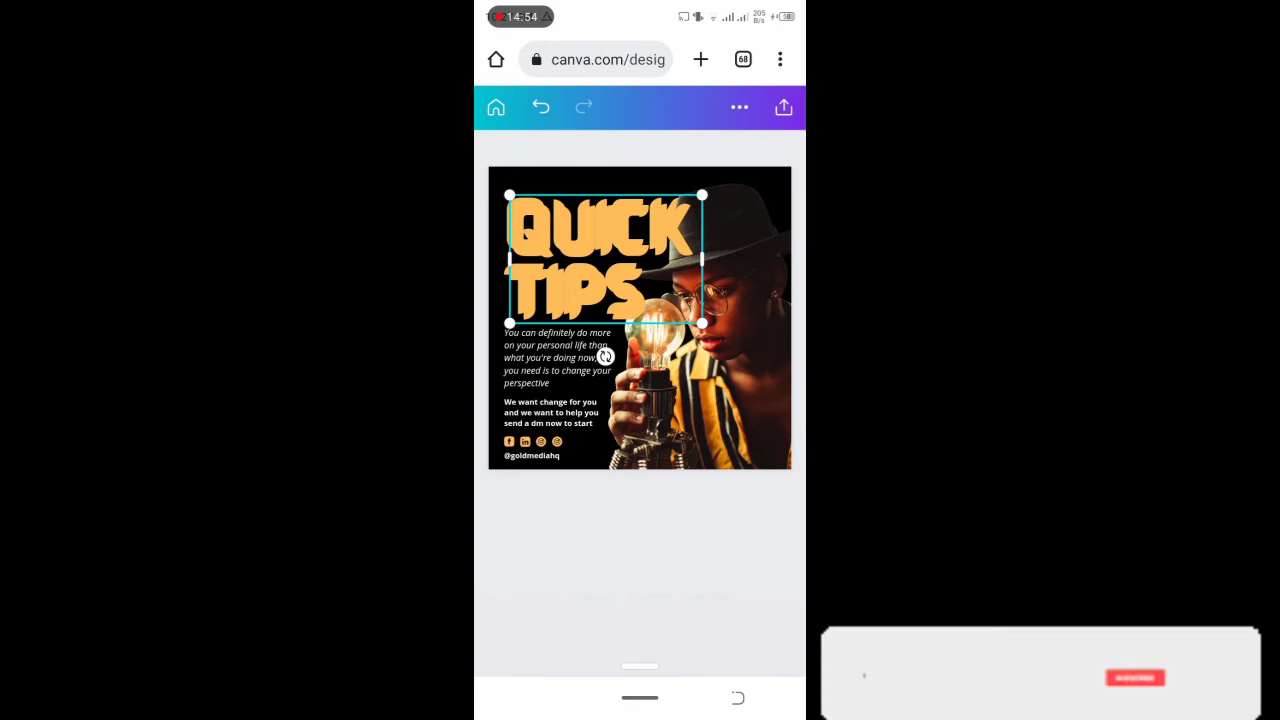 14:54
205
B/s
canva.com/desig
68
QUICK
TIPS
You can definitely do more
on your personal life than
what you're doing now,
you need is to change your
perspective
We want change for you
and we want to help you
send a dm now to start
@goldmediahq